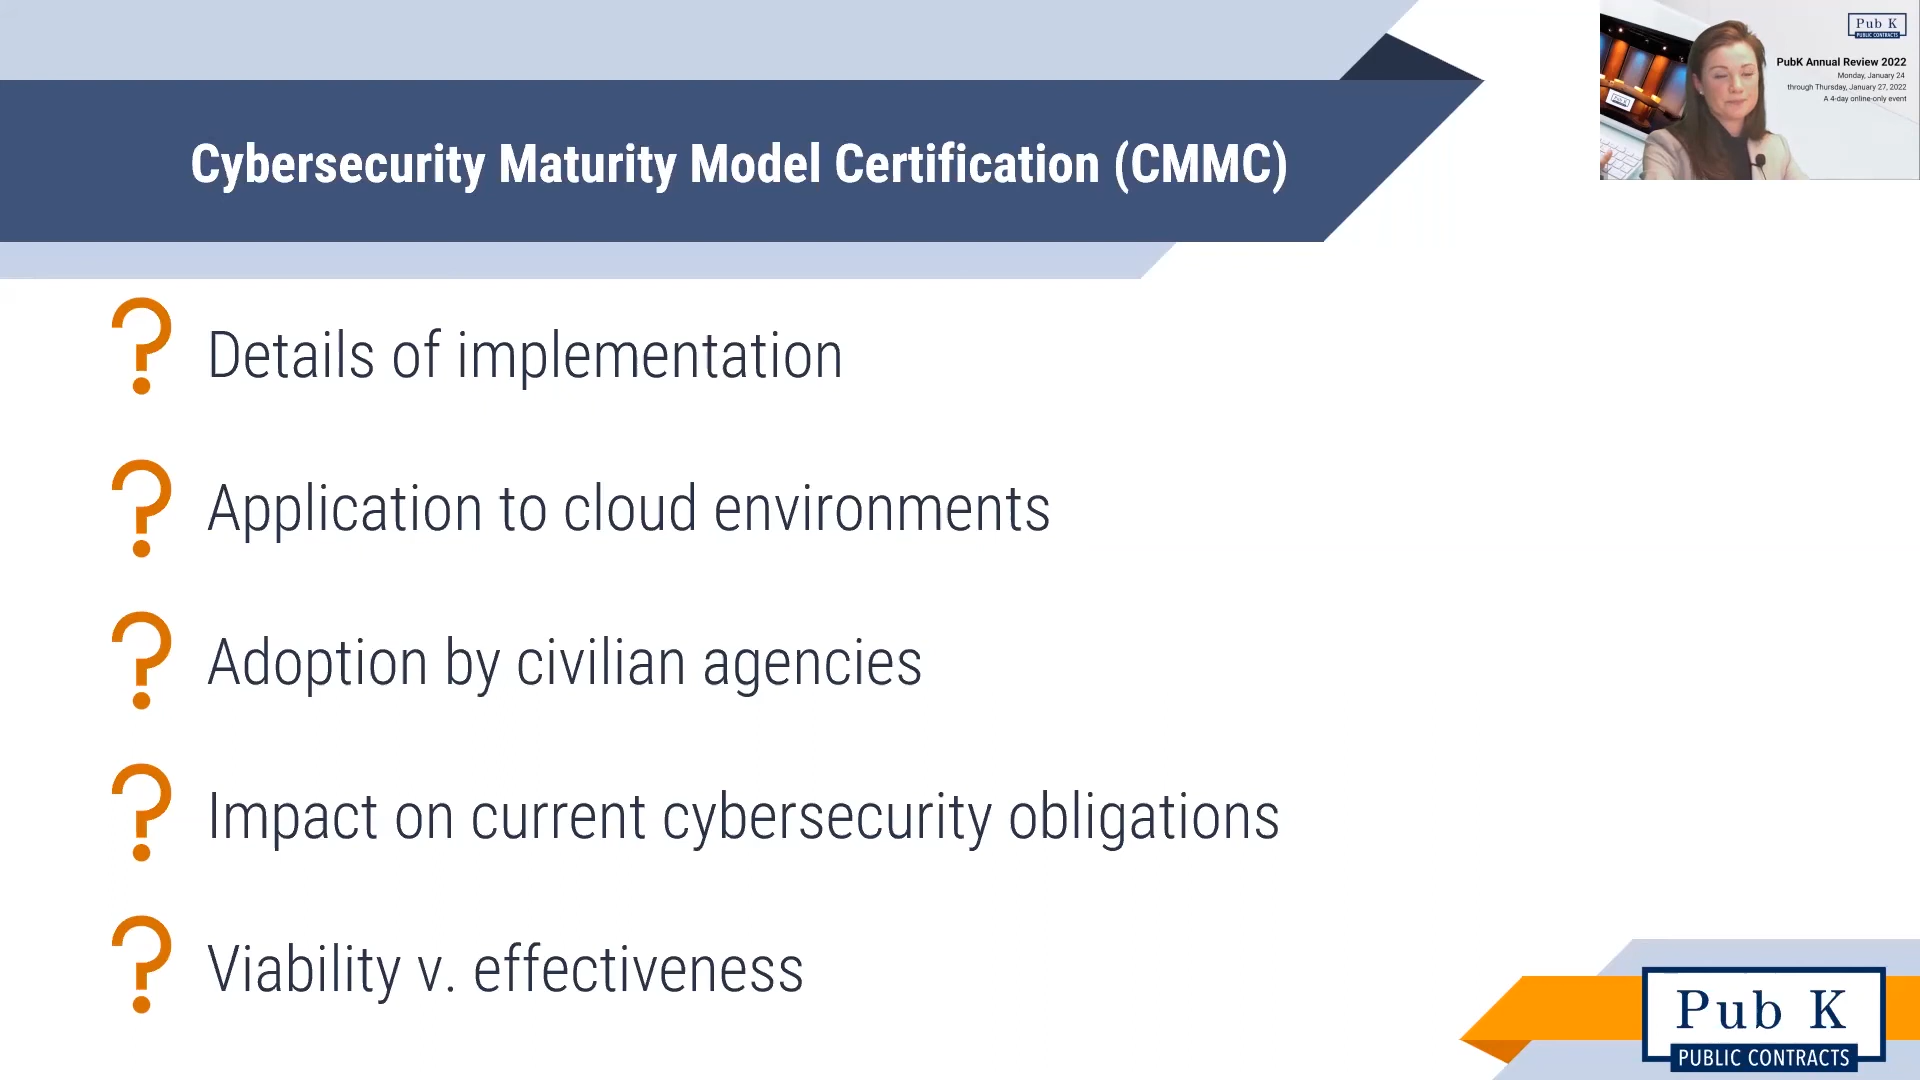 Cybersecurity Maturity Model Certification (CMMC)
Pub K
PUBLIC CONTRACTS
PubK Annual Review 2022
Monday, January 24
through Thursday, January 27, 2022
A 4-day online-only event
? Details of implementation
? Application to cloud environments
? Adoption by civilian agencies
? Impact on current cybersecurity obligations
? Viability v. effectiveness
Pub K
PUBLIC CONTRACTS